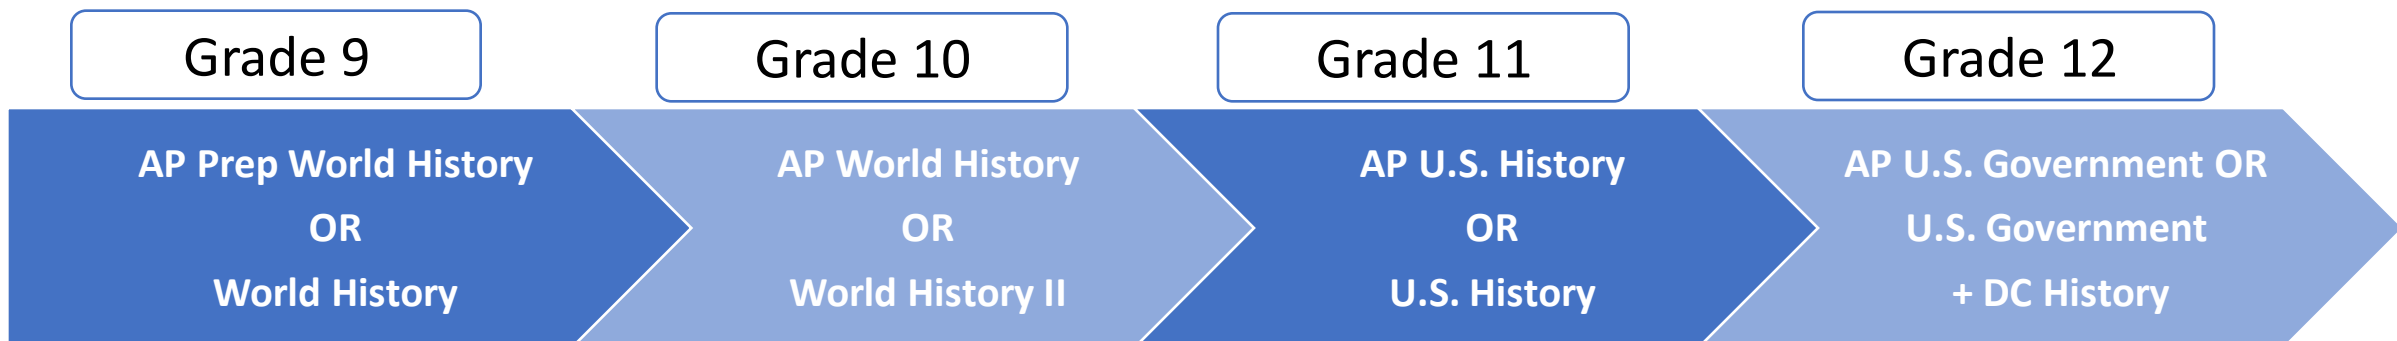 Grade 9
AP Prep World History
OR
World History
Grade 10
AP World History
OR
World History II
Grade 11
AP U.S. History
OR
U.S. History
Grade 12
AP U.S. Government OR
U.S. Government
+ DC History